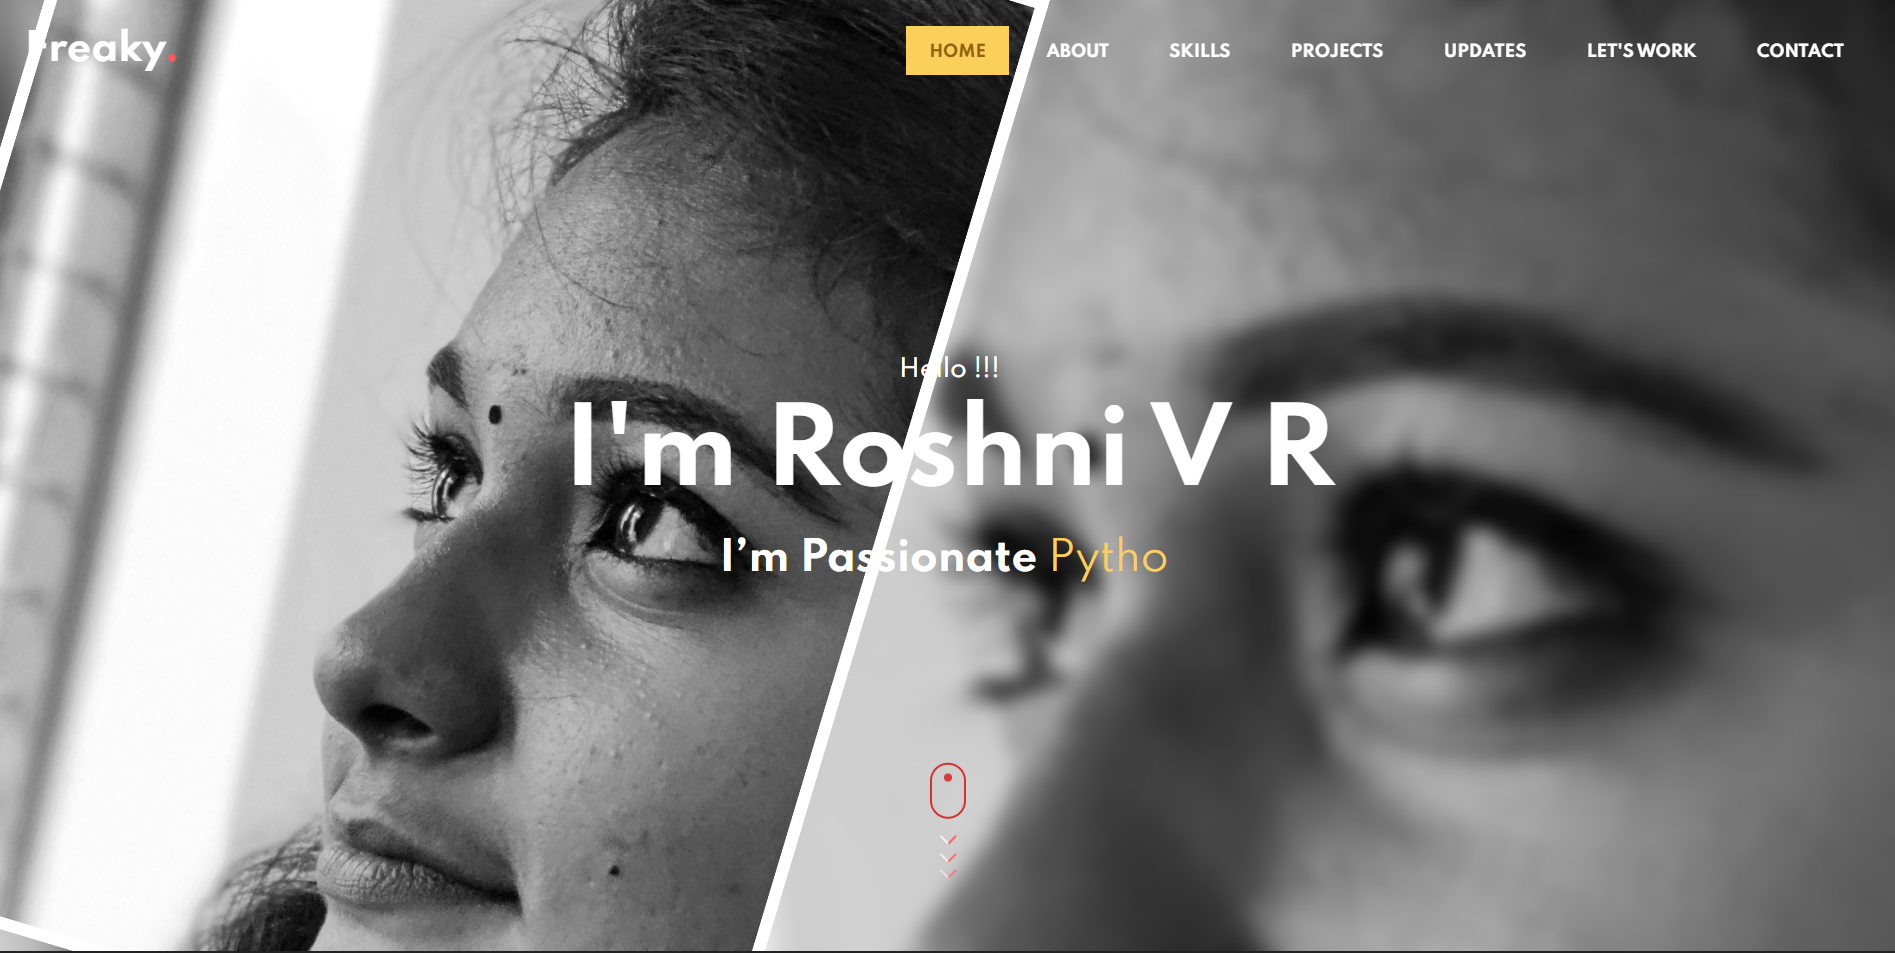 Freaky.
HOME ABOUT SKILLS PROJECTS UPDATES LET'S WORK CONTACT
Hello !!!
I'm Roshni V R
I’m Passionate Pytho